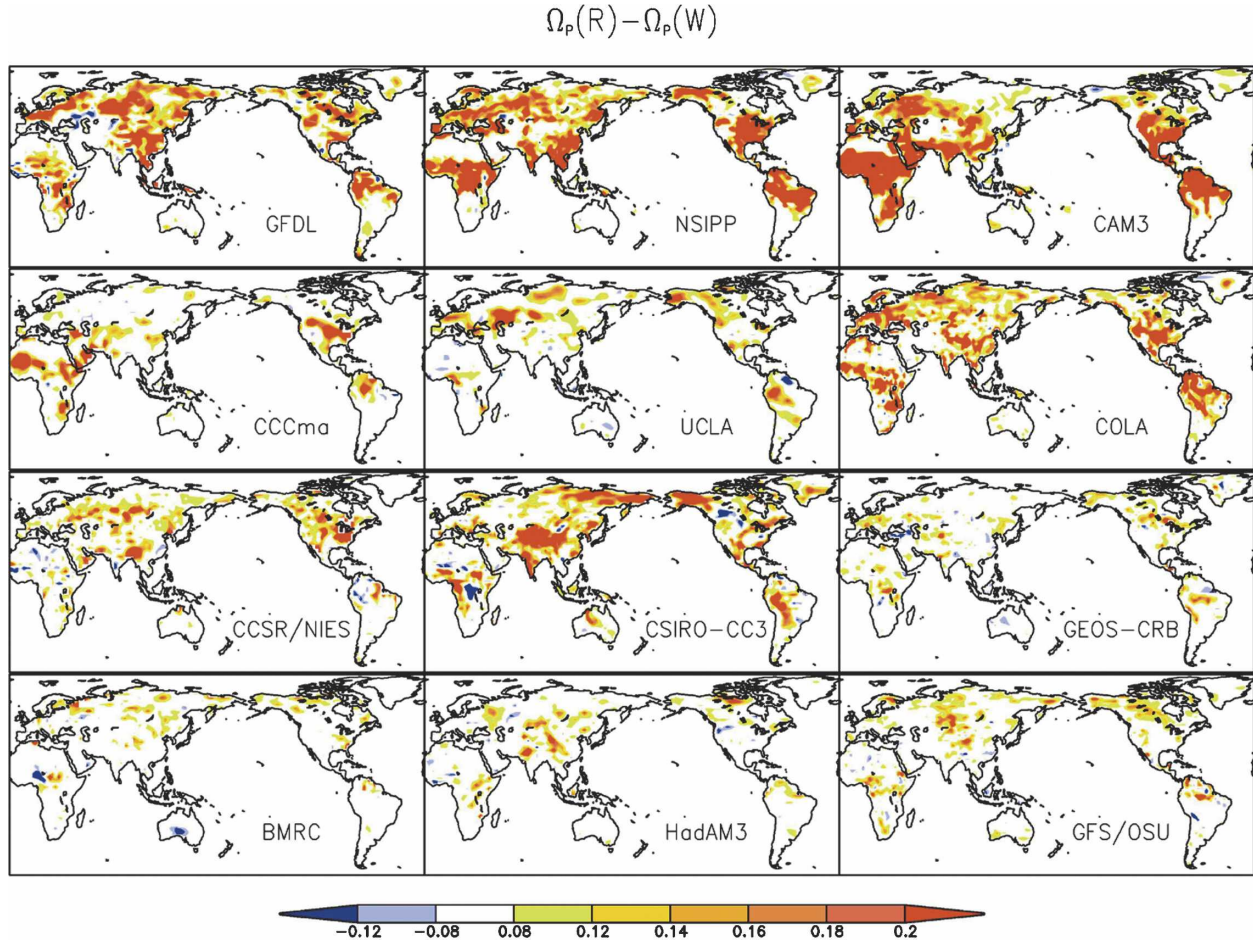 Ωₚ(R)−Ωₚ(W)
GFDL
NSIPP
CAM3
CCCma
UCLA
COLA
CCSR/NIES
CSIRO−CC3
GEOS−CRB
BMRC
HadAM3
GFS/OSU
−0.12 −0.08 0.08 0.12 0.14 0.16 0.18 0.2